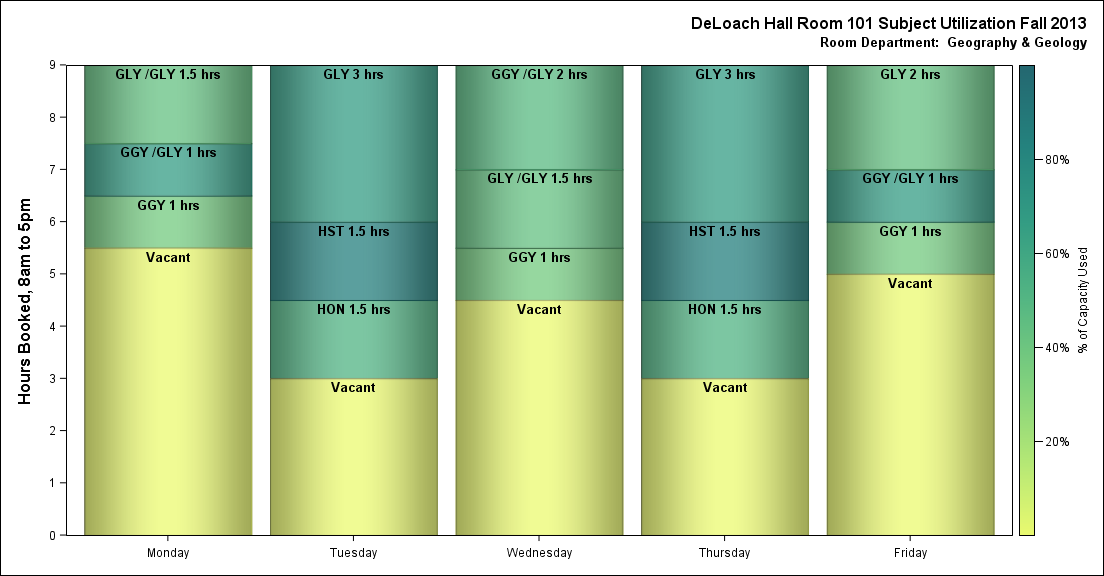 DeLoach Hall Room 101 Subject Utilization Fall 2013
Room Department: Geography & Geology
Hours Booked, 8am to 5pm
9
8
7
6
5
4
3
2
1
0
GLY /GLY 1.5 hrs
GGY /GLY 1 hrs
GGY 1 hrs
Vacant
Monday
GLY 3 hrs
HST 1.5 hrs
HON 1.5 hrs
Vacant
Tuesday
GGY /GLY 2 hrs
GLY /GLY 1.5 hrs
GGY 1 hrs
Vacant
Wednesday
GLY 3 hrs
HST 1.5 hrs
HON 1.5 hrs
Vacant
Thursday
GLY 2 hrs
GGY /GLY 1 hrs
GGY 1 hrs
Vacant
Friday
80%
60%
40%
20%
% of Capacity Used